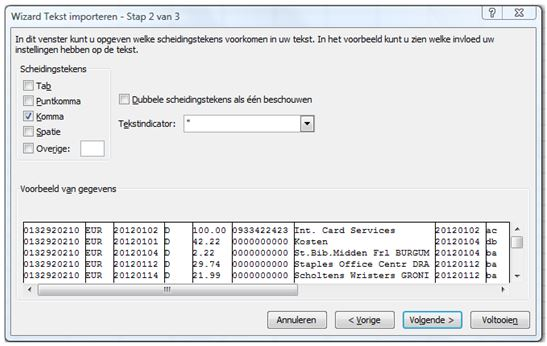 Wizard Tekst importeren - Stap 2 van 3
In dit venster kunt u opgeven welke scheidingstekens voorkomen in uw tekst. In het voorbeeld kunt u zien welke invloed uw
instellingen hebben op de tekst.
Scheidingstekens
Tab
Puntkomma
Komma
Spatie
Overige:
Dubbele scheidingstekens als één beschouwen
Tekstindicator: "
Voorbeeld van gegevens
0132920210 EUR 20120102 D 100.00 0933422423 Int. Card Services 20120102 ac
0132920210 EUR 20120101 D 42.22 0000000000 Kosten 20120104 db
0132920210 EUR 20120104 D 2.22 0000000000 St.Bib.Midden Frl BURGUM 20120104 ba
0132920210 EUR 20120112 D 29.74 0000000000 Staples Office Centr DRA 20120112 ba
0132920210 EUR 20120114 D 21.99 0000000000 Scholtens Wristers GRONI 20120112 ba
Annuleren < Vorige Volgende > Voltooien